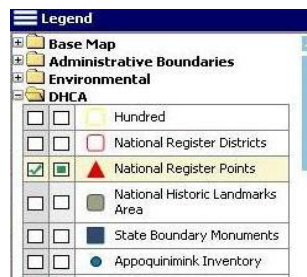 Legend
Base Map
Administrative Boundaries
Environmental
DHCA
Hundred
National Register Districts
National Register Points
National Historic Landmarks
Area
State Boundary Monuments
Appoquinimink Inventory